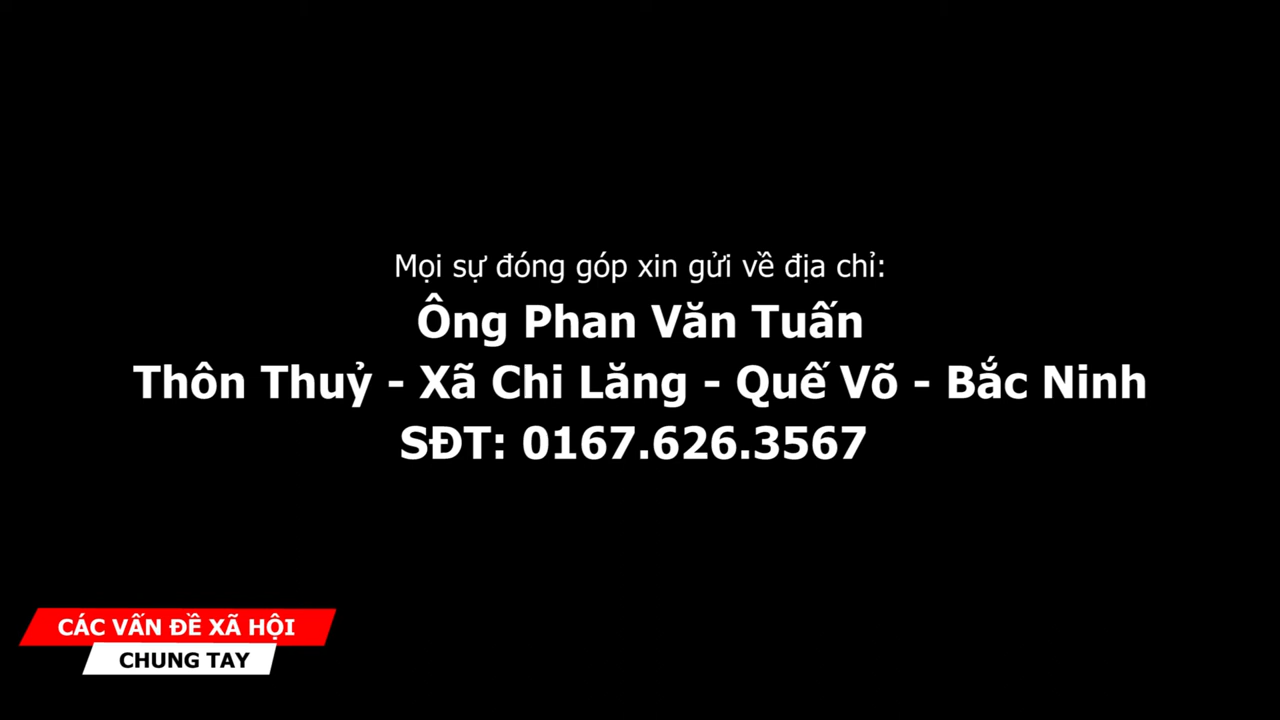 Mọi sự đóng góp xin gửi về địa chỉ:
Ông Phan Văn Tuấn
Thôn Thuỷ - Xã Chi Lăng - Quế Võ - Bắc Ninh
SĐT: 0167.626.3567
CÁC VẤN ĐỀ XÃ HỘI
CHUNG TAY